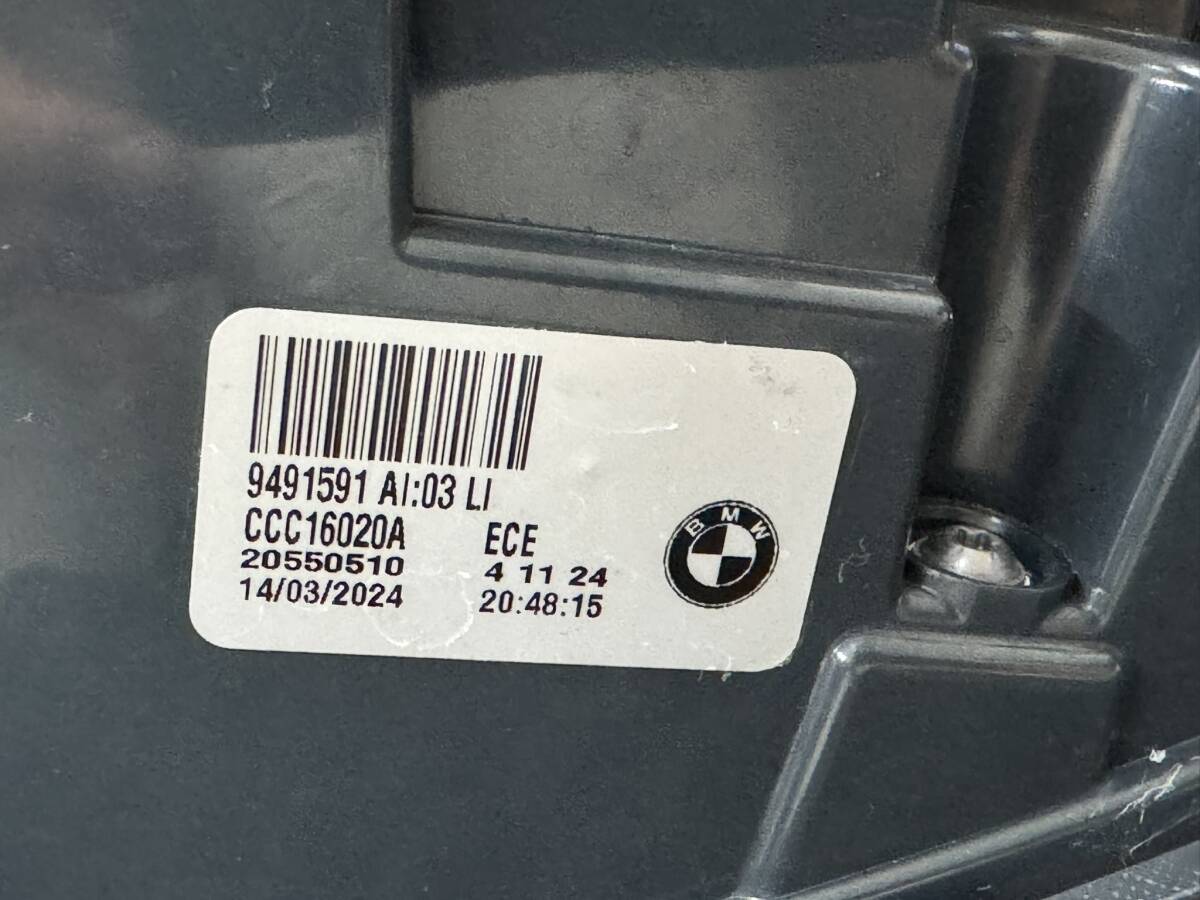 9491591 AI:03 LI
CCC16020A ECE
20550510 4 11 24
14/03/2024 20:48:15
BMW